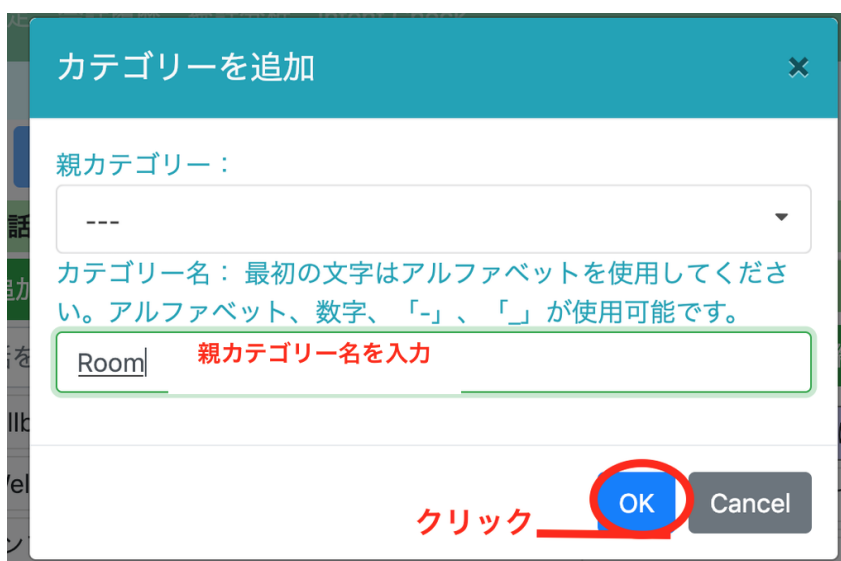 カテゴリーを追加
×
親カテゴリー：
---
カテゴリー名： 最初の文字はアルファベットを使用してくださ
い。アルファベット、数字、「-」、「_」が使用可能です。
Room 親カテゴリー名を入力
クリック OK Cancel